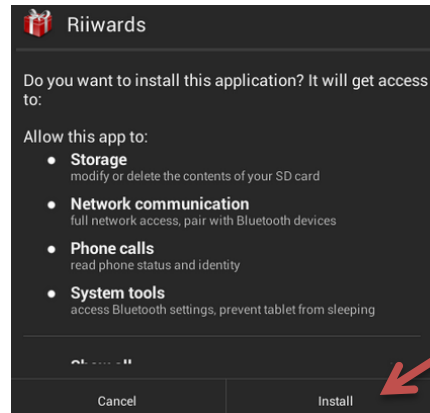 Riiwards
Do you want to install this application? It will get access
to:
Allow this app to:
● Storage
modify or delete the contents of your SD card
● Network communication
full network access, pair with Bluetooth devices
● Phone calls
read phone status and identity
● System tools
access Bluetooth settings, prevent tablet from sleeping
Show all
Cancel Install